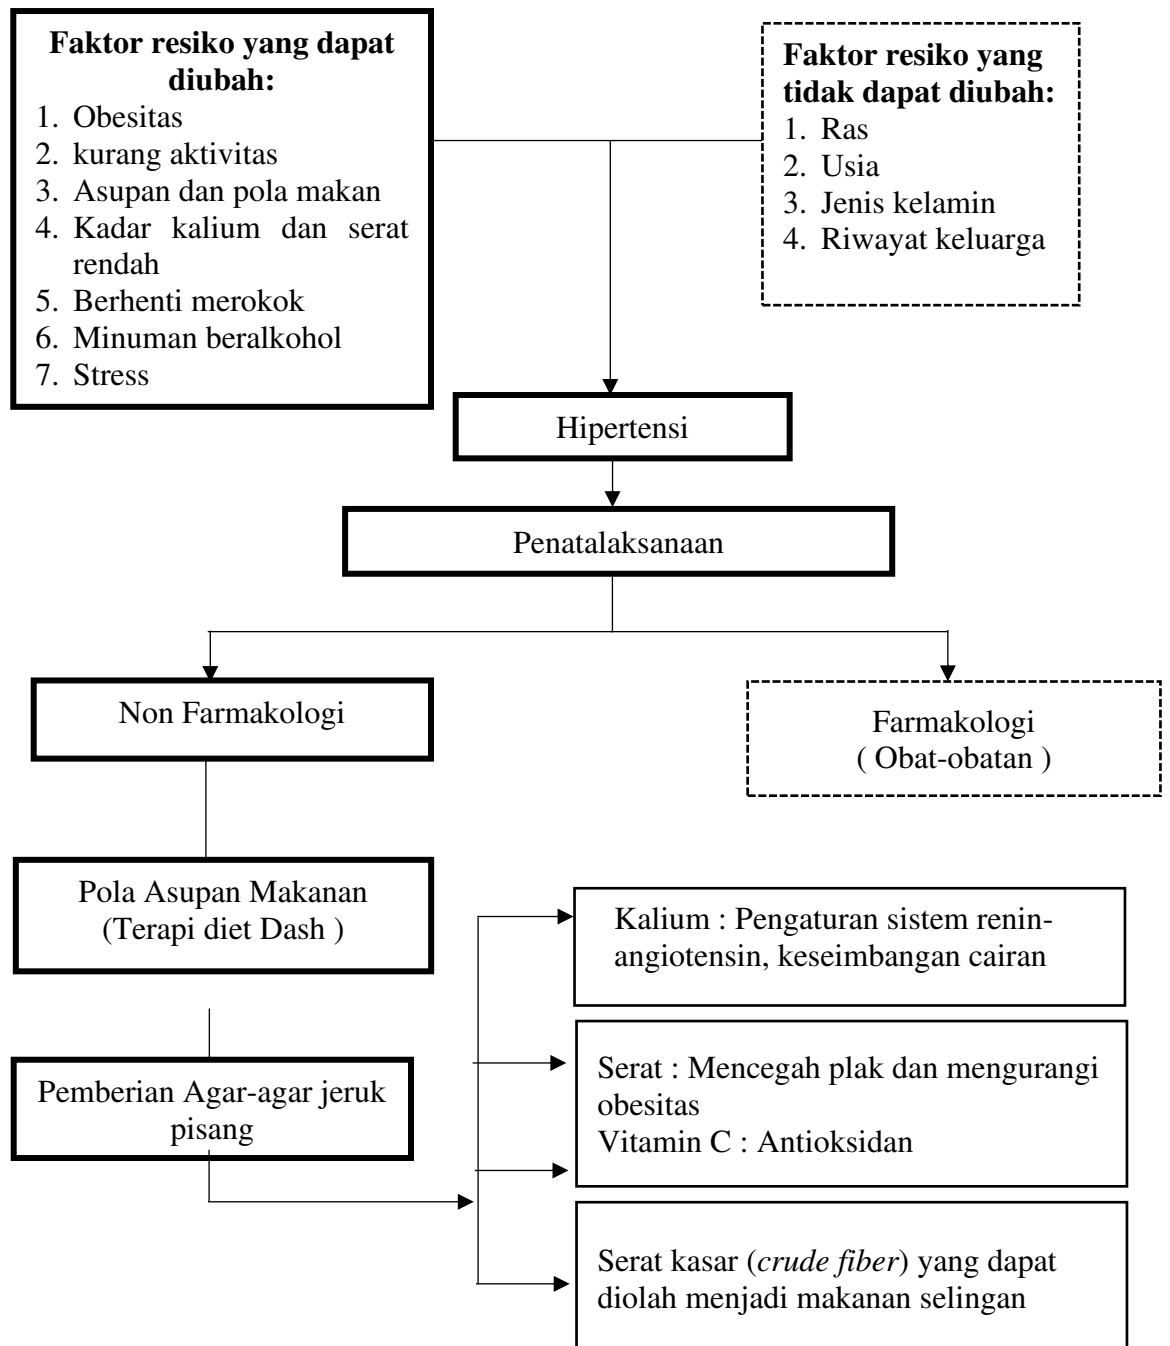 Faktor resiko yang dapat
diubah:
1. Obesitas
2. kurang aktivitas
3. Asupan dan pola makan
4. Kadar kalium dan serat
rendah
5. Berhenti merokok
6. Minuman beralkohol
7. Stress
Faktor resiko yang
tidak dapat diubah:
1. Ras
2. Usia
3. Jenis kelamin
4. Riwayat keluarga
Hipertensi
Penatalaksanaan
Non Farmakologi
Farmakologi
( Obat-obatan )
Pola Asupan Makanan
(Terapi diet Dash )
Pemberian Agar-agar jeruk
pisang
Kalium : Pengaturan sistem renin-
angiotensin, keseimbangan cairan
Serat : Mencegah plak dan mengurangi
obesitas
Vitamin C : Antioksidan
Serat kasar (crude fiber) yang dapat
diolah menjadi makanan selingan